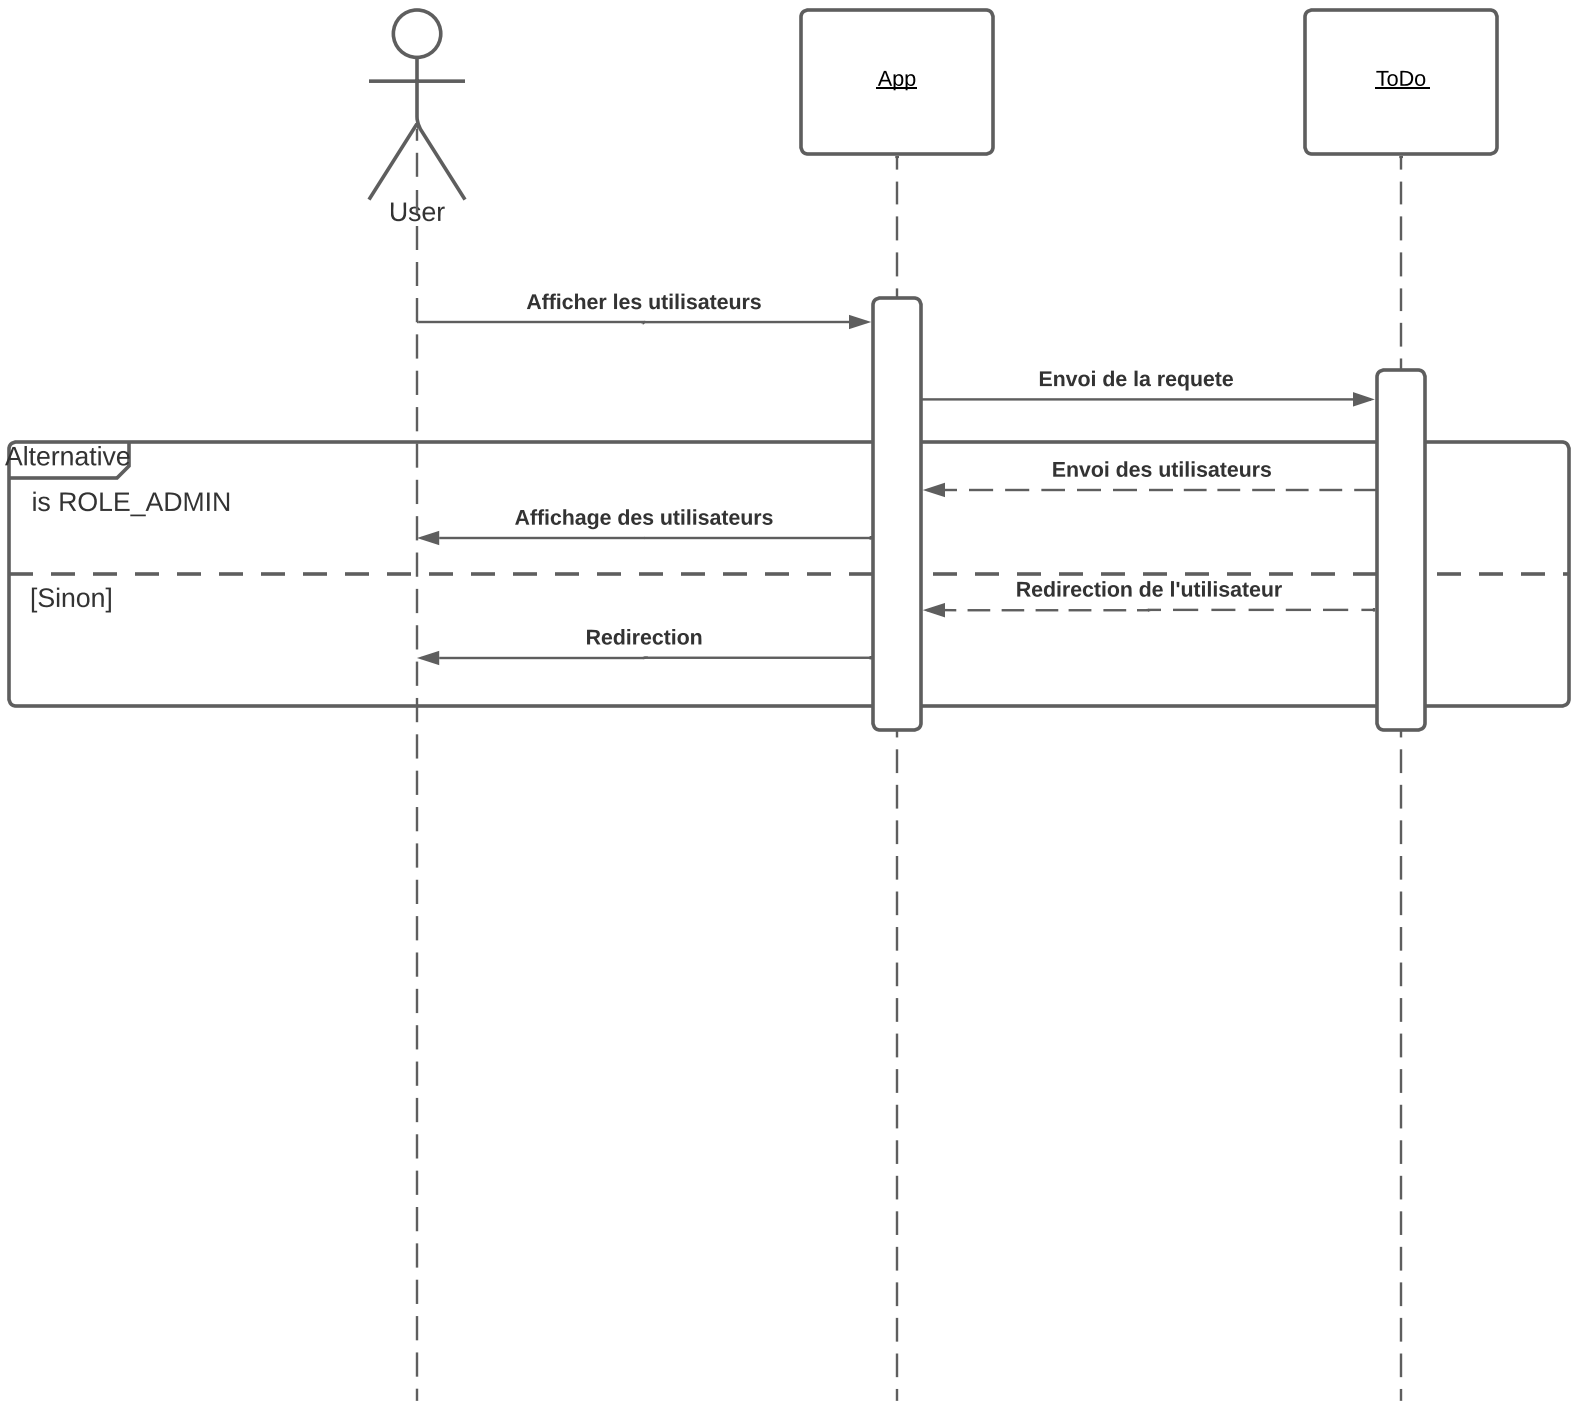 App
ToDo
User
Afficher les utilisateurs
Envoi de la requete
Alternative
Envoi des utilisateurs
is ROLE_ADMIN
Affichage des utilisateurs
Redirection de l'utilisateur
[Sinon]
Redirection